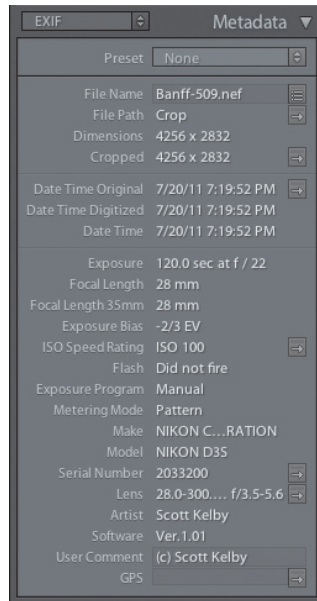 EXIF Metadata
Preset None
File Name Banff-509.nef
File Path Crop
Dimensions 4256 x 2832
Cropped 4256 x 2832
Date Time Original 7/20/11 7:19:52 PM
Date Time Digitized 7/20/11 7:19:52 PM
Date Time 7/20/11 7:19:52 PM
Exposure 120.0 sec at f / 22
Focal Length 28 mm
Focal Length 35mm 28 mm
Exposure Bias -2/3 EV
ISO Speed Rating ISO 100
Flash Did not fire
Exposure Program Manual
Metering Mode Pattern
Make NIKON C...RATION
Model NIKON D3S
Serial Number 2033200
Lens 28.0-300.... f/3.5-5.6
Artist Scott Kelby
Software Ver.1.01
User Comment (c) Scott Kelby
GPS